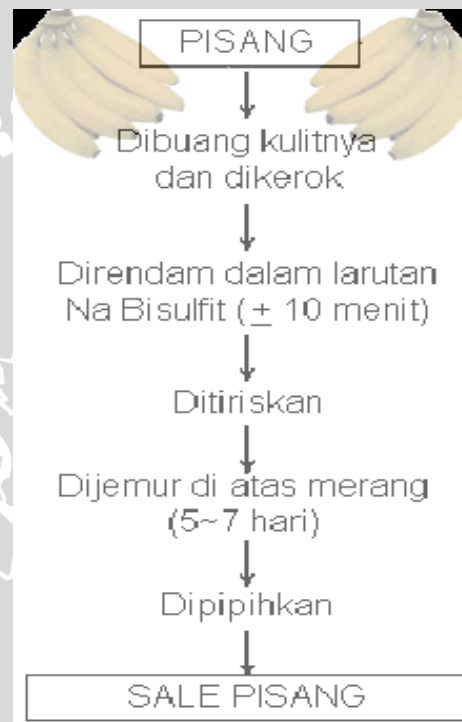 PISANG
Dibuang kulitnya
dan dikerok
Direndam dalam larutan
Na Bisulfit (± 10 menit)
Ditiriskan
Dijemur di atas merang
(5~7 hari)
Dipipihkan
SALE PISANG